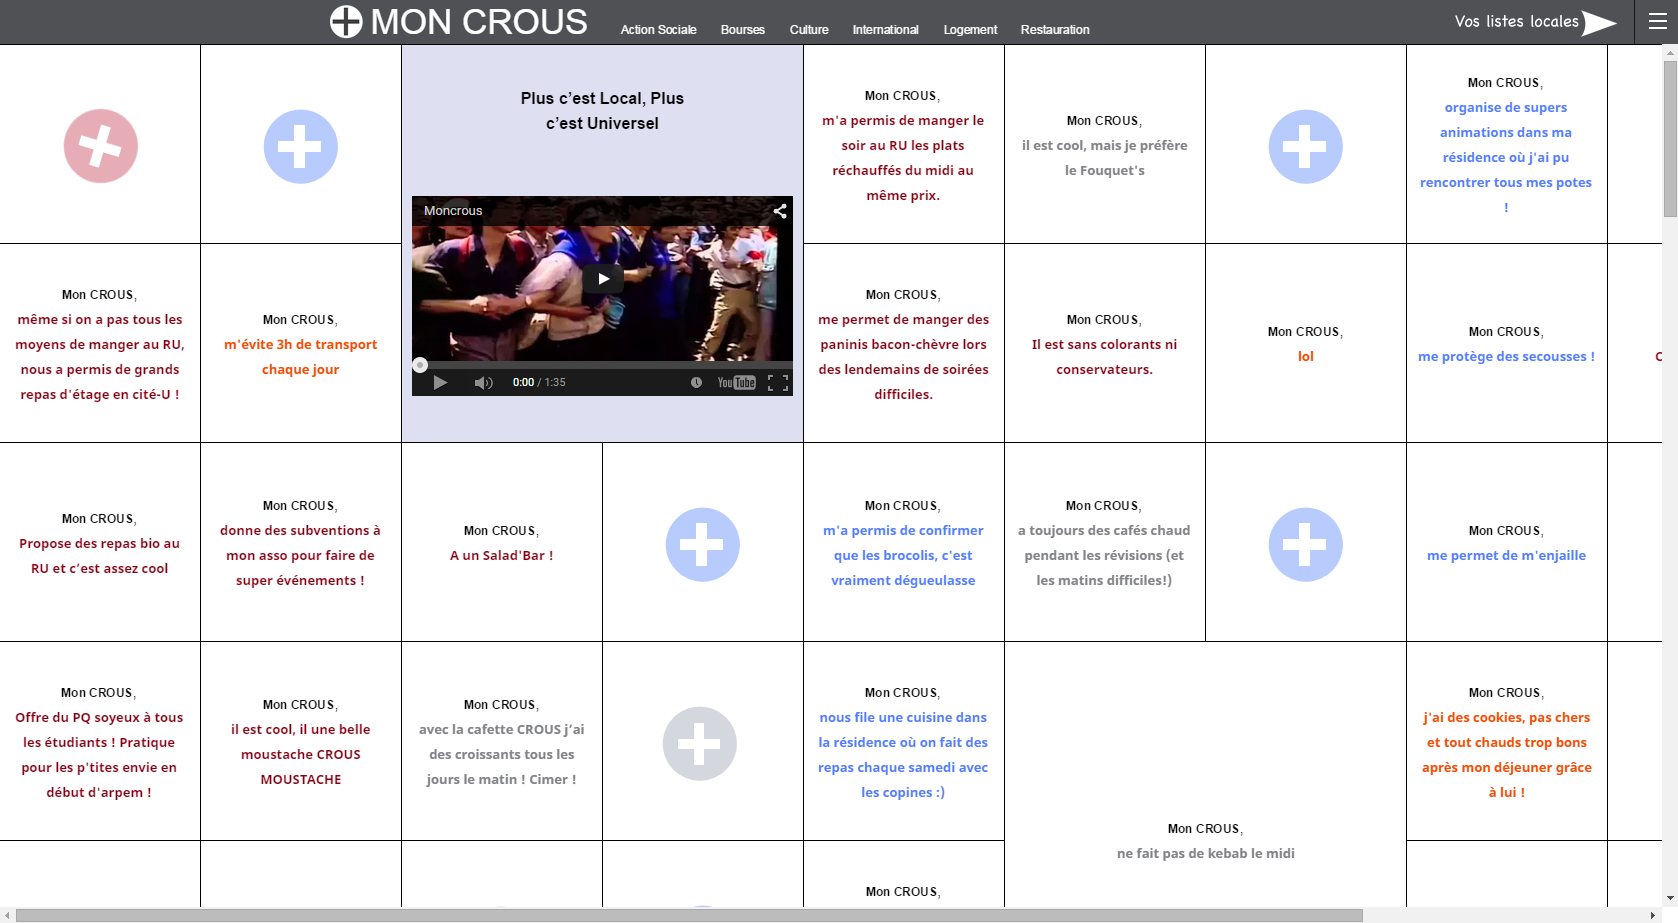 MON CROUS
Action Sociale
Bourses
Culture
International
Logement
Restauration
Vos listes locales
Plus c’est Local, Plus
c’est Universel
Moncrous
0:00 / 1:35
YouTube
Mon CROUS,
m'a permis de manger le
soir au RU les plats
réchauffés du midi au
même prix.
Mon CROUS,
il est cool, mais je préfère
le Fouquet's
Mon CROUS,
organise de supers
animations dans ma
résidence où j'ai pu
rencontrer tous mes potes
!
Mon CROUS,
même si on a pas tous les
moyens de manger au RU,
nous a permis de grands
repas d'étage en cité-U !
Mon CROUS,
m'évite 3h de transport
chaque jour
Mon CROUS,
me permet de manger des
paninis bacon-chèvre lors
des lendemains de soirées
difficiles.
Mon CROUS,
Il est sans colorants ni
conservateurs.
Mon CROUS,
lol
Mon CROUS,
me protège des secousses !
Mon CROUS,
Propose des repas bio au
RU et c’est assez cool
Mon CROUS,
donne des subventions à
mon asso pour faire de
super événements !
Mon CROUS,
A un Salad'Bar !
Mon CROUS,
m'a permis de confirmer
que les brocolis, c'est
vraiment dégueulasse
Mon CROUS,
a toujours des cafés chaud
pendant les révisions (et
les matins difficiles!)
Mon CROUS,
me permet de m'enjaille
Mon CROUS,
Offre du PQ soyeux à tous
les étudiants ! Pratique
pour les p'tites envie en
début d'arpem !
Mon CROUS,
il est cool, il une belle
moustache CROUS
MOUSTACHE
Mon CROUS,
avec la cafette CROUS j’ai
des croissants tous les
jours le matin ! Cimer !
Mon CROUS,
nous file une cuisine dans
la résidence où on fait des
repas chaque samedi avec
les copines :)
Mon CROUS,
ne fait pas de kebab le midi
Mon CROUS,
j'ai des cookies, pas chers
et tout chauds trop bons
après mon déjeuner grâce
à lui !
Mon CROUS,